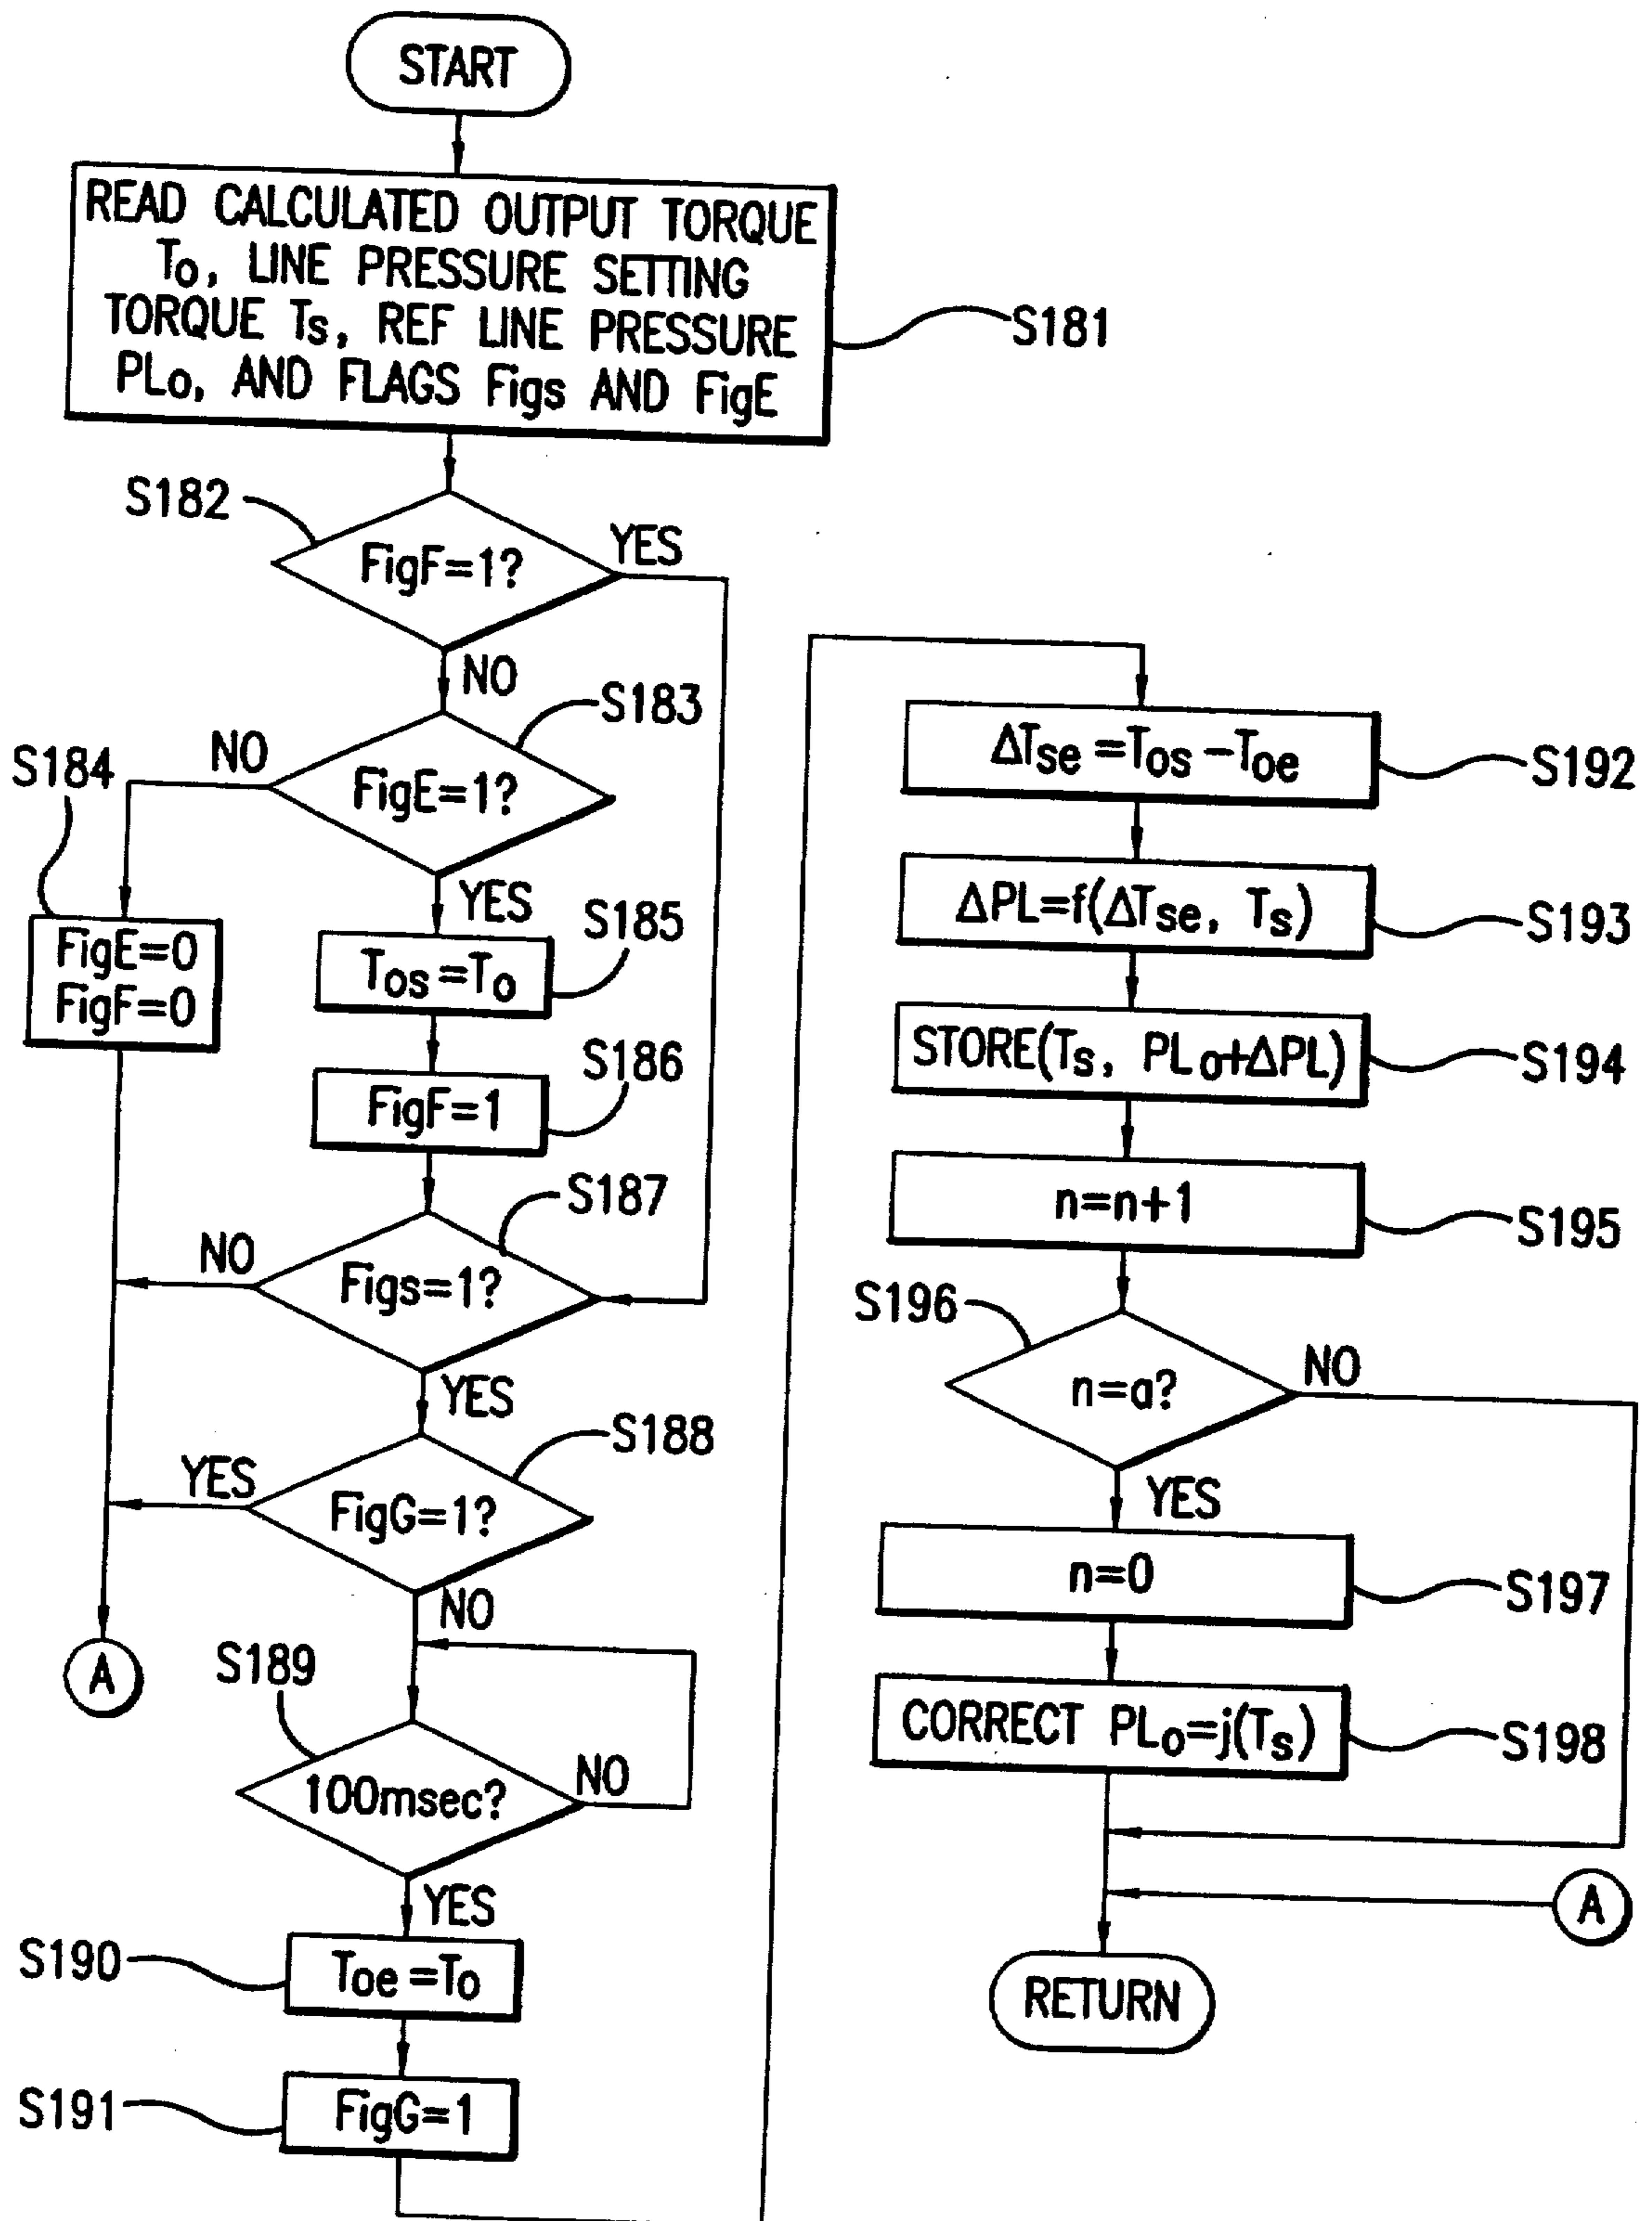 START
READ CALCULATED OUTPUT TORQUE
To, LINE PRESSURE SETTING
TORQUE Ts, REF LINE PRESSURE
PLo, AND FLAGS Figs AND FigE
S181
S182
FigF=1?
YES
NO
S183
FigE=1?
NO
YES
S184
FigE=0
FigF=0
S185
Tos=To
S186
FigF=1
S187
Figs=1?
NO
YES
S188
FigG=1?
YES
NO
A
S189
100msec?
NO
YES
S190
Toe=To
S191
FigG=1
ΔTse=Tos-Toe
S192
ΔPL=f(ΔTse, Ts)
S193
STORE(Ts, PLo+ΔPL)
S194
n=n+1
S195
S196
n=a?
NO
YES
n=0
S197
CORRECT PLo=j(Ts)
S198
A
RETURN